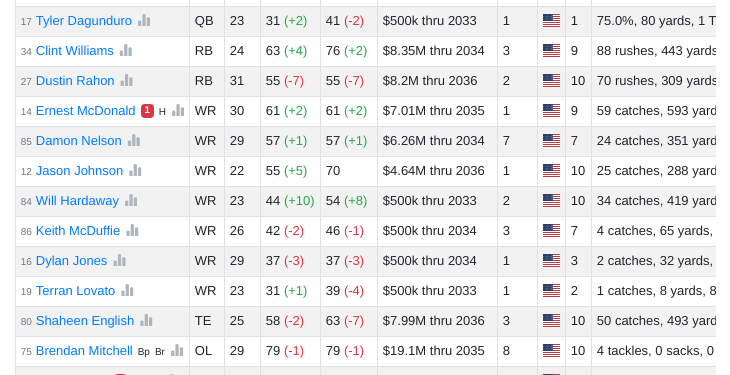 17 Tyler Dagunduro QB 23 31 (+2) 41 (-2) $500k thru 2033 1 1 75.0%, 80 yards, 1 T
34 Clint Williams RB 24 63 (+4) 76 (+2) $8.35M thru 2034 3 9 88 rushes, 443 yards
27 Dustin Rahon RB 31 55 (-7) 55 (-7) $8.2M thru 2036 2 10 70 rushes, 309 yards
14 Ernest McDonald 1 H WR 30 61 (+2) 61 (+2) $7.01M thru 2035 1 9 59 catches, 593 yard
85 Damon Nelson WR 29 57 (+1) 57 (+1) $6.26M thru 2034 7 7 24 catches, 351 yard
12 Jason Johnson WR 22 55 (+5) 70 $4.64M thru 2036 1 10 25 catches, 288 yard
84 Will Hardaway WR 23 44 (+10) 54 (+8) $500k thru 2033 2 10 34 catches, 419 yard
86 Keith McDuffie WR 26 42 (-2) 46 (-1) $500k thru 2034 3 7 4 catches, 65 yards,
16 Dylan Jones WR 29 37 (-3) 37 (-3) $500k thru 2034 1 3 2 catches, 32 yards,
19 Terran Lovato WR 23 31 (+1) 39 (-4) $500k thru 2033 1 2 1 catches, 8 yards, 8
80 Shaheen English TE 25 58 (-2) 63 (-7) $7.99M thru 2036 3 10 50 catches, 493 yard
75 Brendan Mitchell Bp Br OL 29 79 (-1) 79 (-1) $19.1M thru 2035 8 10 4 tackles, 0 sacks, 0